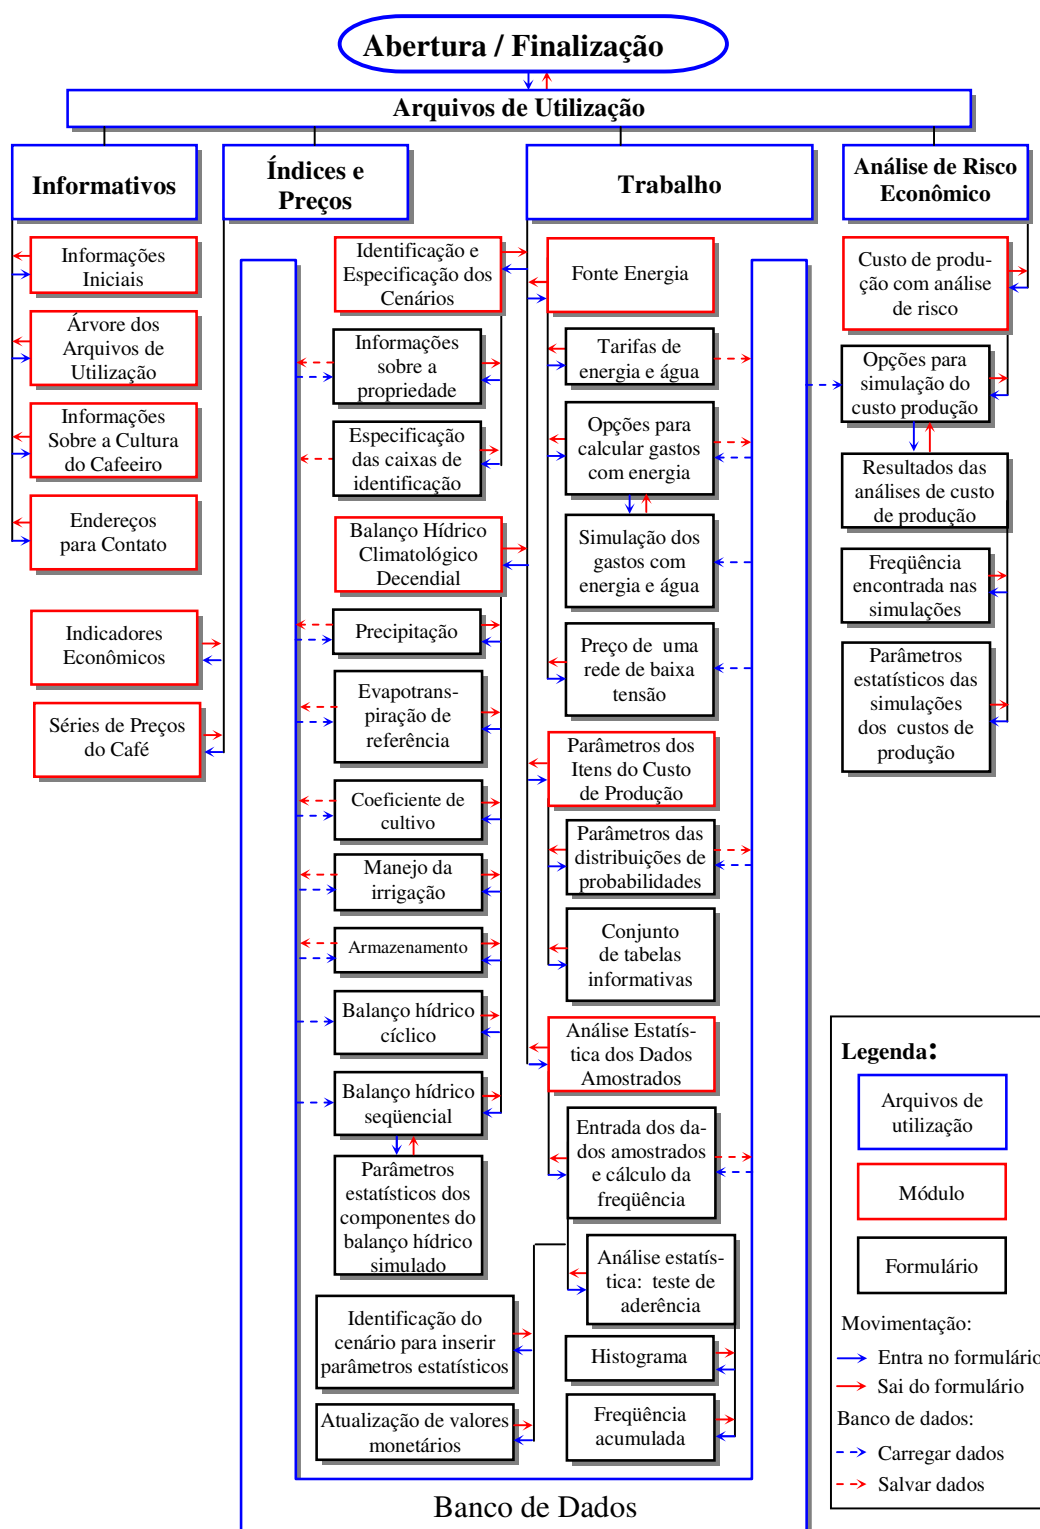 Abertura / Finalização
Arquivos de Utilização
Informativos
Informações
Iniciais
Árvore dos
Arquivos de
Utilização
Informações
Sobre a Cultura
do Cafeeiro
Endereços
para Contato
Índices e
Preços
Indicadores
Econômicos
Séries de Preços
do Café
Trabalho
Identificação e
Especificação dos
Cenários
Informações
sobre a
propriedade
Especificação
das caixas de
identificação
Balanço Hídrico
Climatológico
Decendial
Precipitação
Evapotrans-
piração de
referência
Coeficiente de
cultivo
Manejo da
irrigação
Armazenamento
Balanço hídrico
cíclico
Balanço hídrico
seqüencial
Parâmetros
estatísticos dos
componentes do
balanço hídrico
simulado
Fonte Energia
Tarifas de
energia e água
Opções para
calcular gastos
com energia
Simulação dos
gastos com
energia e água
Preço de uma
rede de baixa
tensão
Parâmetros dos
Itens do Custo
de Produção
Parâmetros das
distribuições de
probabilidades
Conjunto
de tabelas
informativas
Análise Estatís-
tica dos Dados
Amostrados
Entrada dos da-
dos amostrados
e cálculo da
freqüência
Análise estatís-
tica: teste de
aderência
Histograma
Freqüência
acumulada
Identificação do
cenário para inserir
parâmetros estatísticos
Atualização de valores
monetários
Banco de Dados
Análise de Risco
Econômico
Custo de produ-
ção com análise
de risco
Opções para
simulação do
custo produção
Resultados das
análises de custo
de produção
Freqüência
encontrada nas
simulações
Parâmetros
estatísticos das
simulações
dos custos de
produção
Legenda:
Arquivos de
utilização
Módulo
Formulário
Movimentação:
Entra no formulário
Sai do formulário
Banco de dados:
Carregar dados
Salvar dados